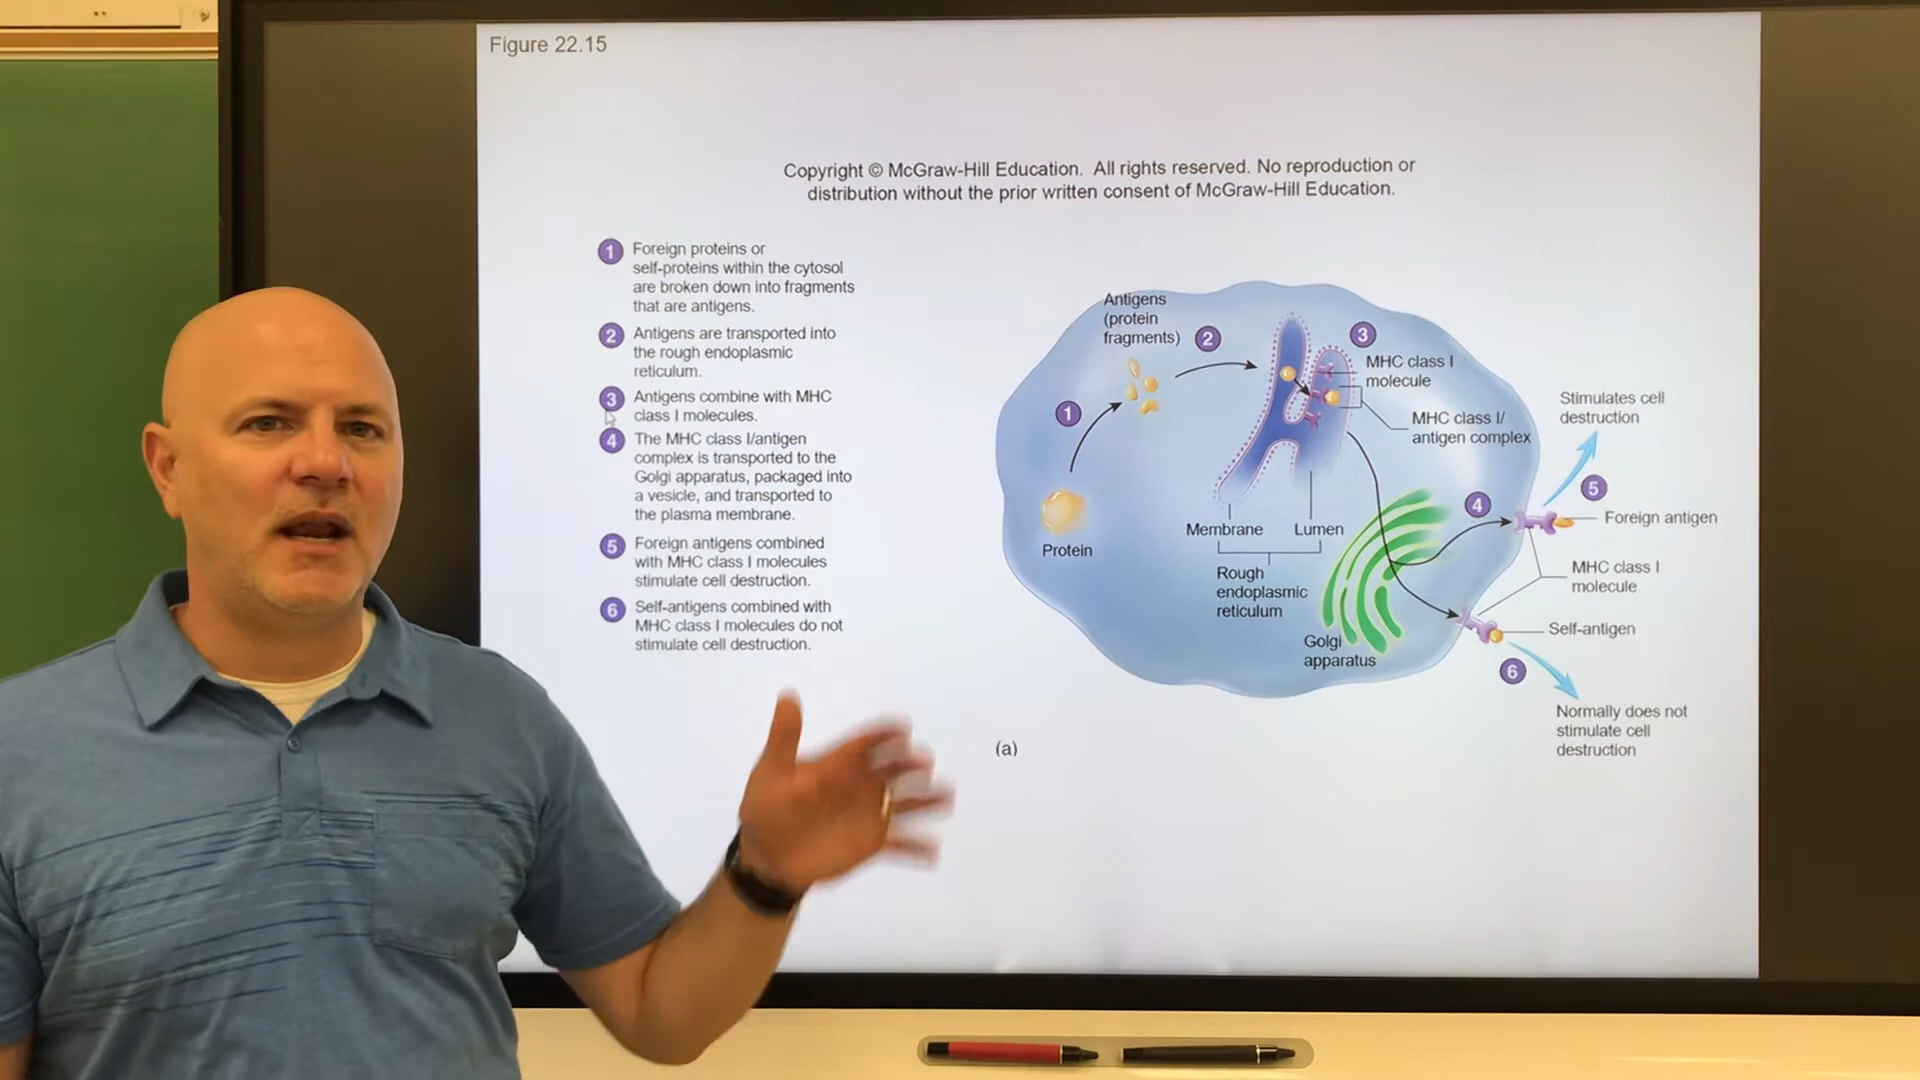 Figure 22.15
Copyright © McGraw-Hill Education. All rights reserved. No reproduction or
distribution without the prior written consent of McGraw-Hill Education.
1 Foreign proteins or
self-proteins within the cytosol
are broken down into fragments
that are antigens.
2 Antigens are transported into
the rough endoplasmic
reticulum.
3 Antigens combine with MHC
class I molecules.
4 The MHC class I/antigen
complex is transported to the
Golgi apparatus, packaged into
a vesicle, and transported to
the plasma membrane.
5 Foreign antigens combined
with MHC class I molecules
stimulate cell destruction.
6 Self-antigens combined with
MHC class I molecules do not
stimulate cell destruction.
Antigens
(protein
fragments)
2
3
MHC class I
molecule
1
MHC class I/
antigen complex
Stimulates cell
destruction
5
4
Foreign antigen
Membrane
Lumen
Protein
Rough
endoplasmic
reticulum
MHC class I
molecule
Self-antigen
Golgi
apparatus
6
Normally does not
stimulate cell
destruction
(a)